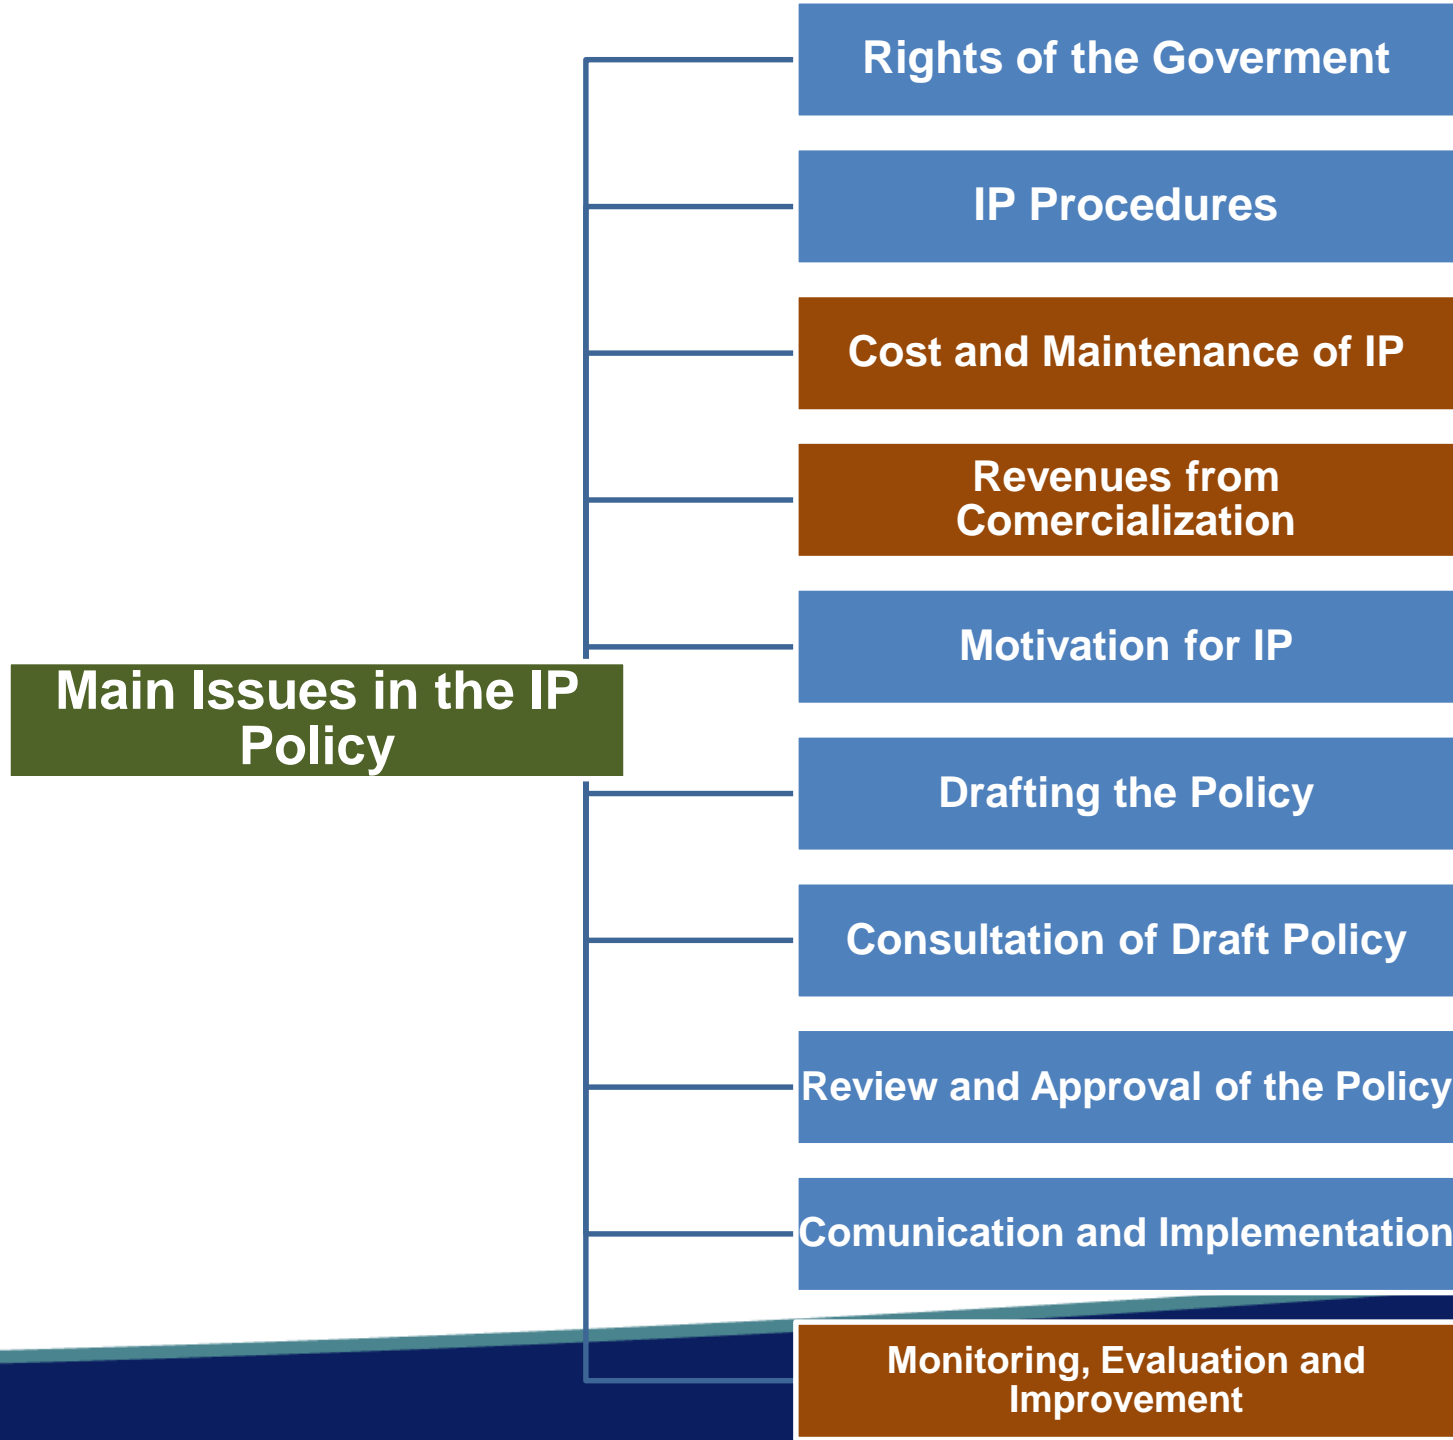 Main Issues in the IP
Policy
Rights of the Goverment
IP Procedures
Cost and Maintenance of IP
Revenues from
Comercialization
Motivation for IP
Drafting the Policy
Consultation of Draft Policy
Review and Approval of the Policy
Comunication and Implementation
Monitoring, Evaluation and
Improvement